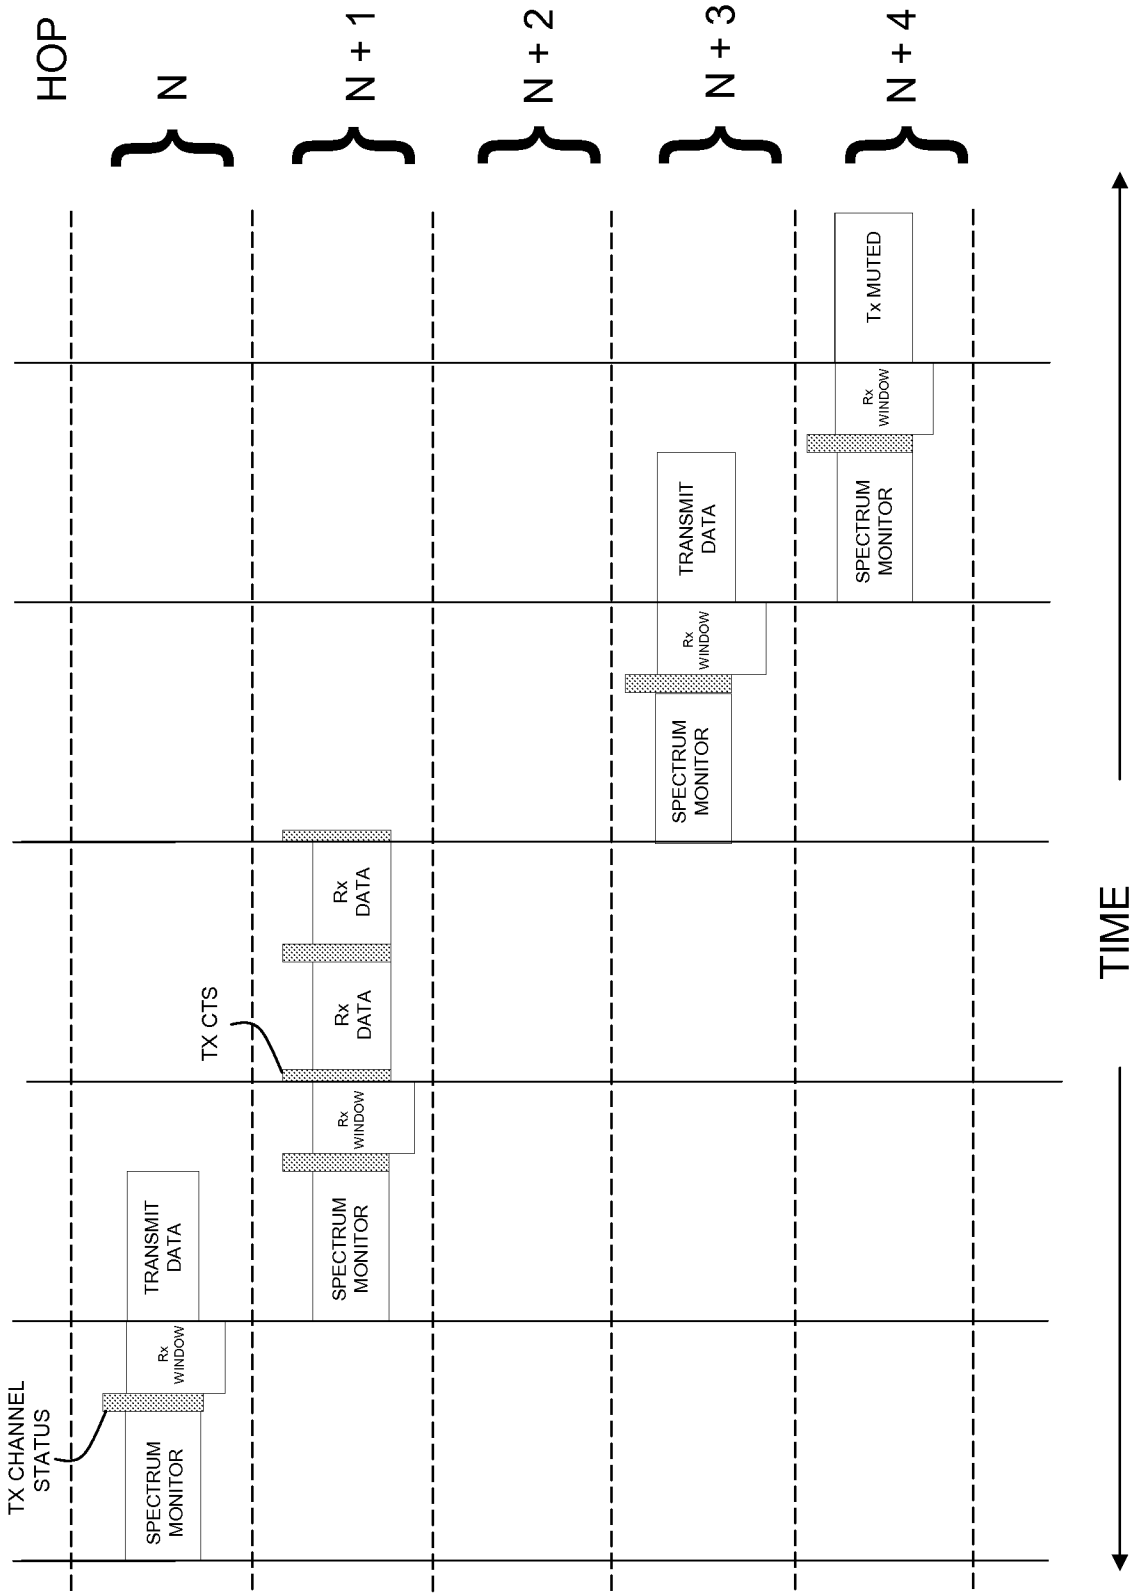 HOP
N
N + 1
N + 2
N + 3
N + 4
TX CHANNEL
STATUS
SPECTRUM
MONITOR
Rx
WINDOW
TRANSMIT
DATA
SPECTRUM
MONITOR
Rx
WINDOW
TX CTS
Rx
DATA
Rx
DATA
SPECTRUM
MONITOR
Rx
WINDOW
TRANSMIT
DATA
SPECTRUM
MONITOR
Rx
WINDOW
Tx MUTED
TIME